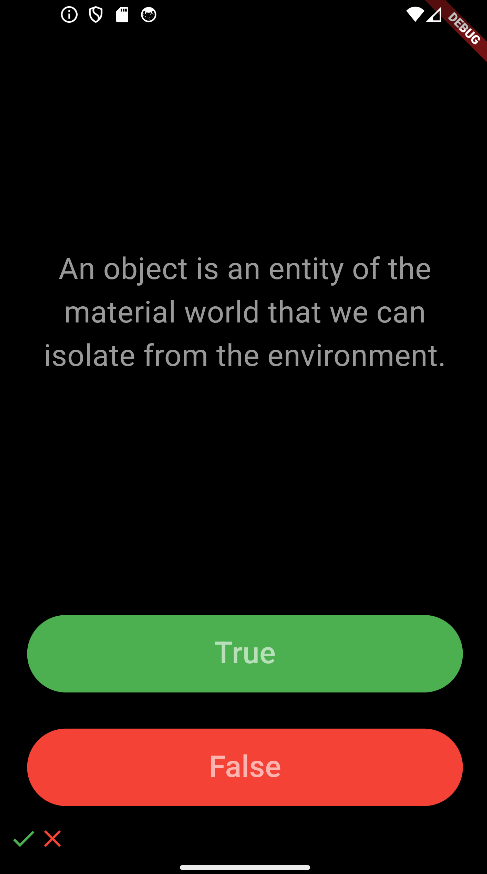 DEBUG
An object is an entity of the
material world that we can
isolate from the environment.
True
False